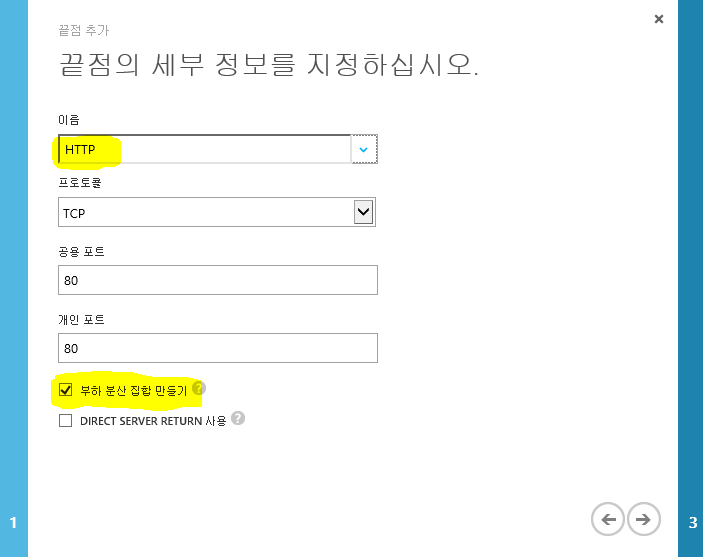 끝점 추가
끝점의 세부 정보를 지정하십시오.
이름
HTTP
프로토콜
TCP
공용 포트
80
개인 포트
80
부하 분산 집합 만들기 ?
DIRECT SERVER RETURN 사용 ?
1
3